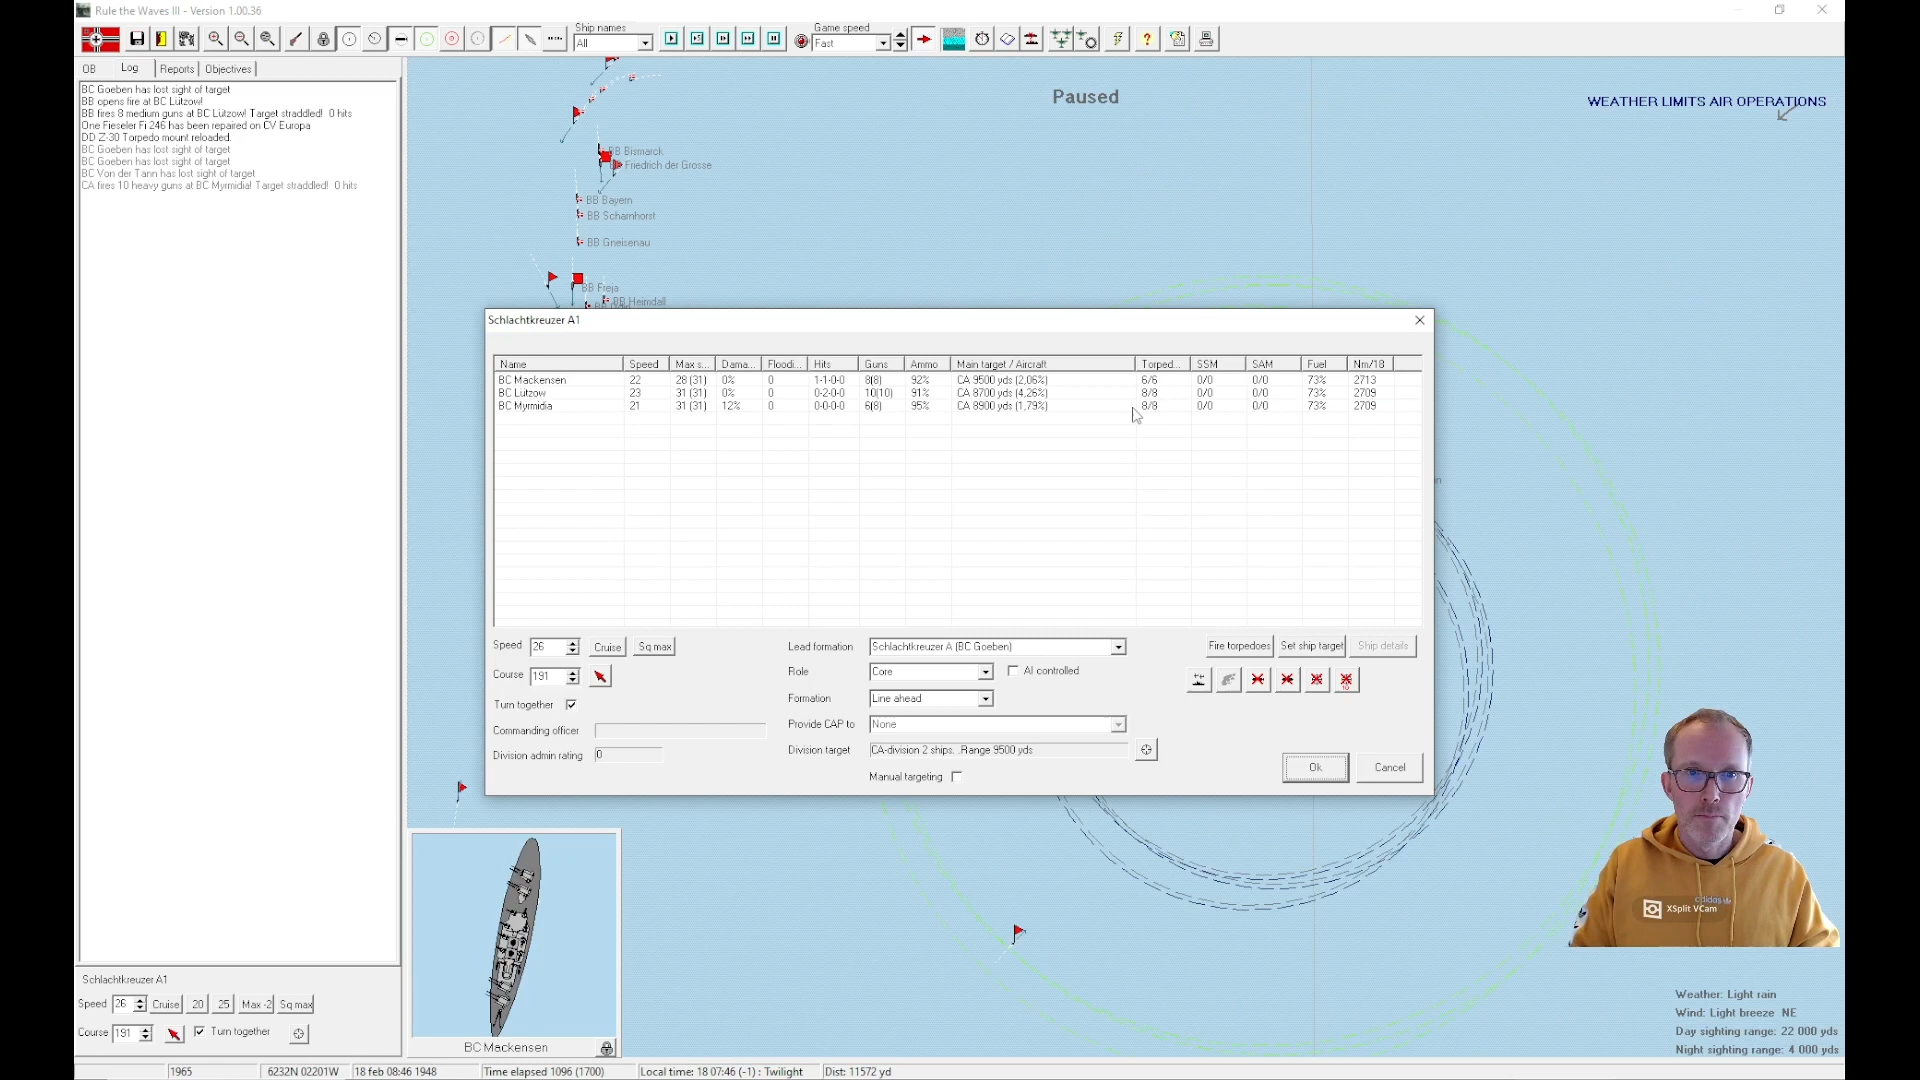 Rule the Waves III - Version 1.00.36
Ship names
All
Game speed
Fast
OB
Log
Reports
Objectives
BC Goeben has lost sight of target
BB opens fire at BC Lützow!
BB fires 8 medium guns at BC Lützow! Target straddled! 0 hits
One Fieseler Fi 246 has been repaired on CV Europa
DD Z-30 Torpedo mount reloaded.
BC Goeben has lost sight of target
BC Goeben has lost sight of target
BC Von der Tann has lost sight of target
CA fires 10 heavy guns at BC Myrmidia! Target straddled! 0 hits
Paused
WEATHER LIMITS AIR OPERATIONS
BB Bismarck
Friedrich der Grosse
BB Bayern
BB Scharnhorst
BB Gneisenau
BB Freja
BB Heimdall
Schlachtkreuzer A1
Name Speed Max s... Dama... Floodi... Hits Guns Ammo Main target / Aircraft Torped... SSM SAM Fuel Nm/18
BC Mackensen 22 28 (31) 0% 0 1-1-0-0 8(8) 92% CA 9500 yds (2,06%) 6/6 0/0 0/0 73% 2713
BC Lützow 23 31 (31) 0% 0 0-2-0-0 10(10) 91% CA 8700 yds (4,26%) 8/8 0/0 0/0 73% 2709
BC Myrmidia 21 31 (31) 12% 0 0-0-0-0 6(8) 95% CA 8900 yds (1,79%) 8/8 0/0 0/0 73% 2709
Speed 26 Cruise Sq max
Course 191
Turn together
Commanding officer
Division admin rating 0
Lead formation Schlachtkreuzer A (BC Goeben)
Role Core AI controlled
Formation Line ahead
Provide CAP to None
Division target CA-division 2 ships. .Range 9500 yds
Manual targeting
Fire torpedoes Set ship target Ship details
10
Ok Cancel
adidas
XSplit VCam
Schlachtkreuzer A1
Speed 26 Cruise 20 25 Max -2 Sq max
Course 191 Turn together
BC Mackensen
Weather: Light rain
Wind: Light breeze NE
Day sighting range: 22 000 yds
Night sighting range: 4 000 yds
1965 6232N 02201W 18 feb 08:46 1948 Time elapsed 1096 (1700) Local time: 18 07:46 (-1) : Twilight Dist: 11572 yd